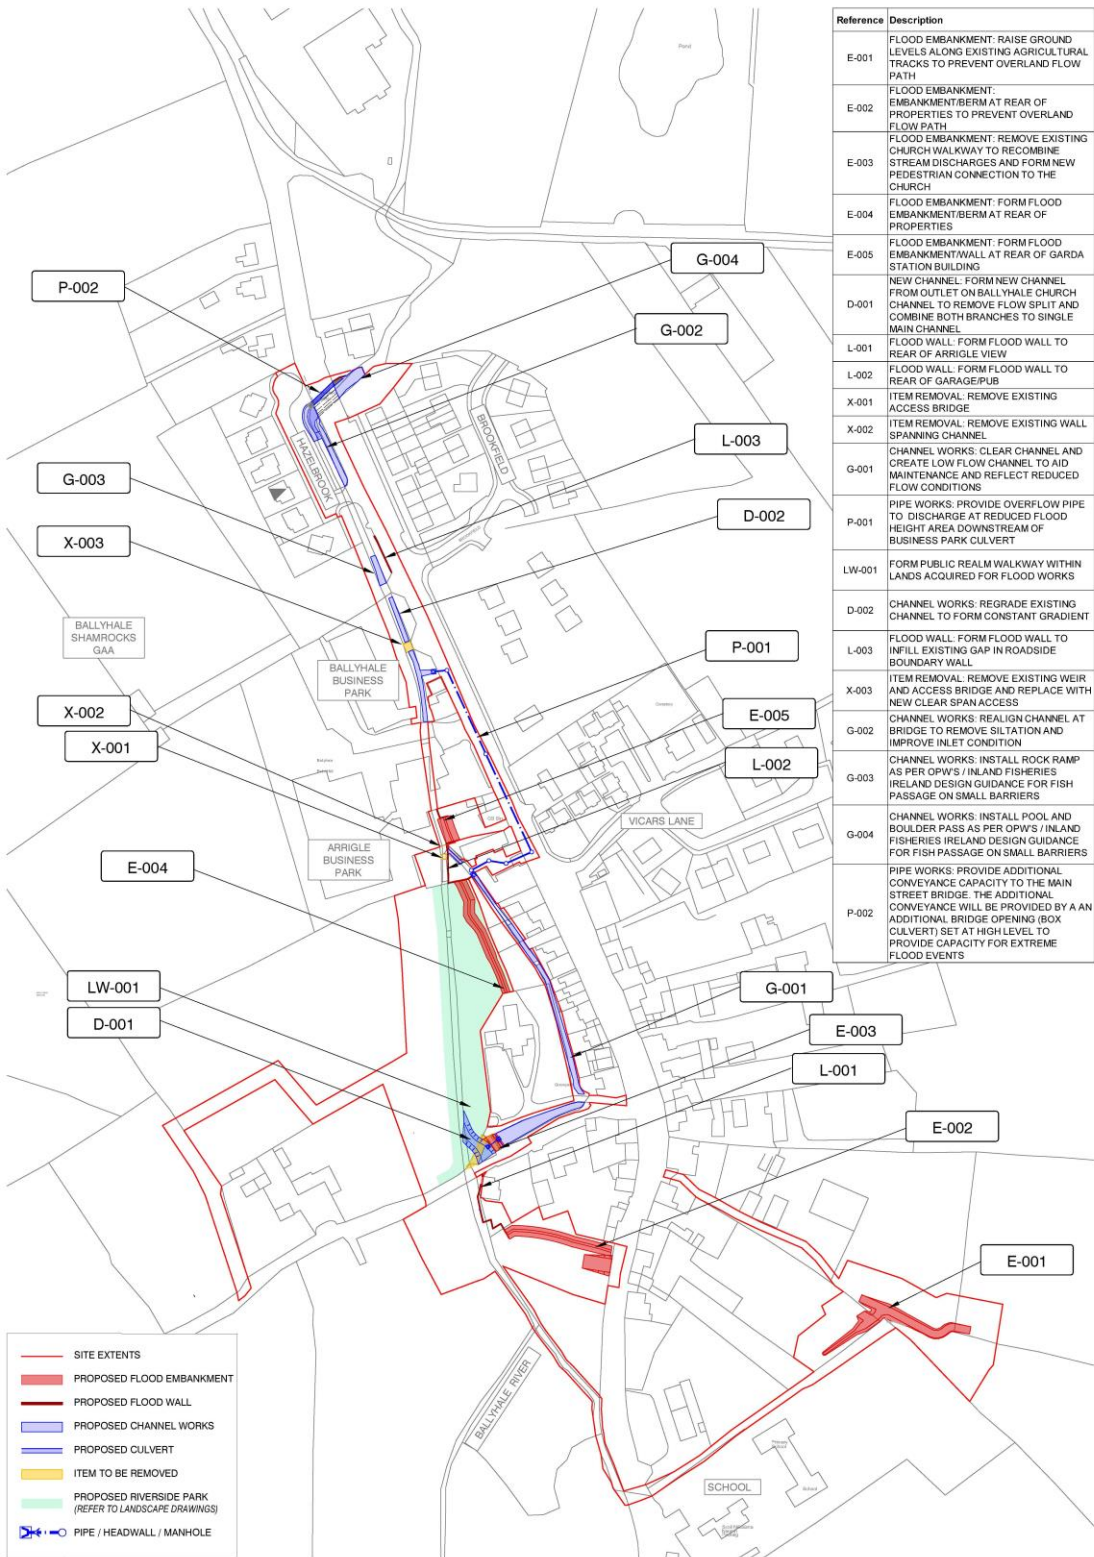 Reference Description
E-001
FLOOD EMBANKMENT: RAISE GROUND
LEVELS ALONG EXISTING AGRICULTURAL
TRACKS TO PREVENT OVERLAND FLOW
PATH
E-002
FLOOD EMBANKMENT:
EMBANKMENT/BERM AT REAR OF
PROPERTIES TO PREVENT OVERLAND
FLOW PATH
E-003
FLOOD EMBANKMENT: REMOVE EXISTING
CHURCH WALKWAY TO RECOMBINE
STREAM DISCHARGES AND FORM NEW
PEDESTRIAN CONNECTION TO THE
CHURCH
E-004
FLOOD EMBANKMENT: FORM FLOOD
EMBANKMENT/BERM AT REAR OF
PROPERTIES
E-005
FLOOD EMBANKMENT: FORM FLOOD
EMBANKMENT/WALL AT REAR OF GARDA
STATION BUILDING
D-001
NEW CHANNEL: FORM NEW CHANNEL
FROM OUTLET ON BALLYHALE CHURCH
CHANNEL TO REMOVE FLOW SPLIT AND
COMBINE BOTH BRANCHES TO SINGLE
MAIN CHANNEL
L-001
FLOOD WALL: FORM FLOOD WALL TO
REAR OF ARRIGLE VIEW
L-002
FLOOD WALL: FORM FLOOD WALL TO
REAR OF GARAGE/PUB
X-001
ITEM REMOVAL: REMOVE EXISTING
ACCESS BRIDGE
X-002
ITEM REMOVAL: REMOVE EXISTING WALL
SPANNING CHANNEL
G-001
CHANNEL WORKS: CLEAR CHANNEL AND
CREATE LOW FLOW CHANNEL TO AID
MAINTENANCE AND REFLECT REDUCED
FLOW CONDITIONS
P-001
PIPE WORKS: PROVIDE OVERFLOW PIPE
TO DISCHARGE AT REDUCED FLOOD
HEIGHT AREA DOWNSTREAM OF
BUSINESS PARK CULVERT
LW-001
FORM PUBLIC REALM WALKWAY WITHIN
LANDS ACQUIRED FOR FLOOD WORKS
D-002
CHANNEL WORKS: REGRADE EXISTING
CHANNEL TO FORM CONSTANT GRADIENT
L-003
FLOOD WALL: FORM FLOOD WALL TO
INFILL EXISTING GAP IN ROADSIDE
BOUNDARY WALL
X-003
ITEM REMOVAL: REMOVE EXISTING WEIR
AND ACCESS BRIDGE AND REPLACE WITH
NEW CLEAR SPAN ACCESS
G-002
CHANNEL WORKS: REALIGN CHANNEL AT
BRIDGE TO REMOVE SILTATION AND
IMPROVE INLET CONDITION
G-003
CHANNEL WORKS: INSTALL ROCK RAMP
AS PER OPW'S / INLAND FISHERIES
IRELAND DESIGN GUIDANCE FOR FISH
PASSAGE ON SMALL BARRIERS
G-004
CHANNEL WORKS: INSTALL POOL AND
BOULDER PASS AS PER OPW'S / INLAND
FISHERIES IRELAND DESIGN GUIDANCE
FOR FISH PASSAGE ON SMALL BARRIERS
P-002
PIPE WORKS: PROVIDE ADDITIONAL
CONVEYANCE CAPACITY TO THE MAIN
STREET BRIDGE. THE ADDITIONAL
CONVEYANCE WILL BE PROVIDED BY A AN
ADDITIONAL BRIDGE OPENING (BOX
CULVERT) SET AT HIGH LEVEL TO
PROVIDE CAPACITY FOR EXTREME
FLOOD EVENTS
Pond
G-004
P-002
G-002
BROOKFIELD
HAZELBROOK
L-003
G-003
D-002
X-003
BALLYHALE
SHAMROCKS
GAA
P-001
BALLYHALE
BUSINESS
PARK
X-002
E-005
X-001
L-002
VICARS LANE
ARRIGLE
BUSINESS
PARK
E-004
LW-001
G-001
D-001
E-003
L-001
E-002
E-001
BALLYHALE RIVER
Primary
School
School
SCHOOL
SITE EXTENTS
PROPOSED FLOOD EMBANKMENT
PROPOSED FLOOD WALL
PROPOSED CHANNEL WORKS
PROPOSED CULVERT
ITEM TO BE REMOVED
PROPOSED RIVERSIDE PARK
(REFER TO LANDSCAPE DRAWINGS)
PIPE / HEADWALL / MANHOLE